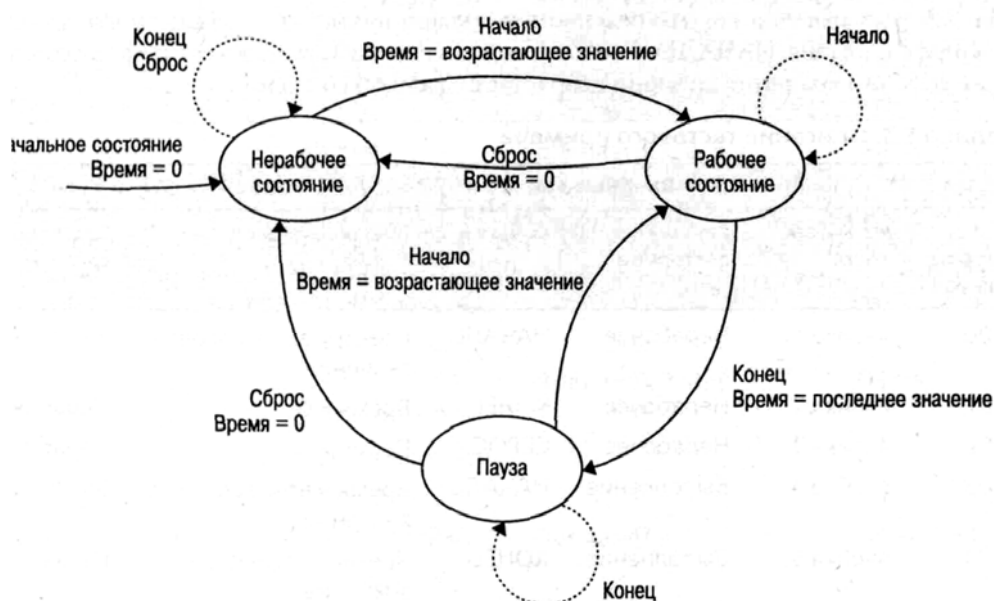 Конец
Сброс
Начало
Время = возрастающее значение
Начало
ачальное состояние
Время = 0
Нерабочее
состояние
Сброс
Время = 0
Рабочее
состояние
Начало
Время = возрастающее значение
Сброс
Время = 0
Конец
Время = последнее значение
Пауза
Конец